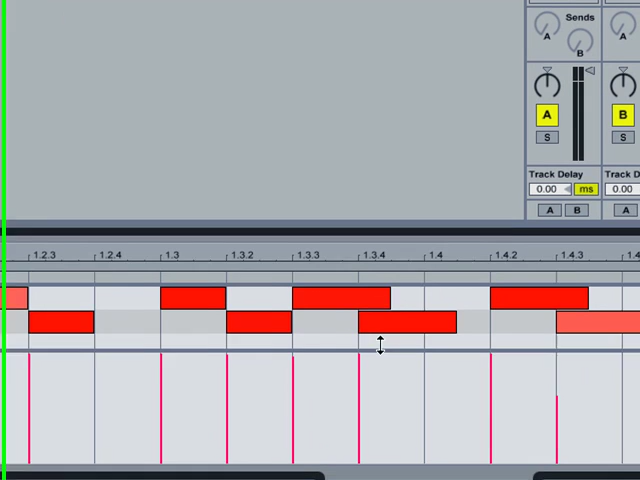 Sends
A A
B
A B
S S
Track Delay Track D
0.00 ms 0.00
A B A
1.2.3 1.2.4 1.3 1.3.2 1.3.3 1.3.4 1.4 1.4.2 1.4.3 1.4